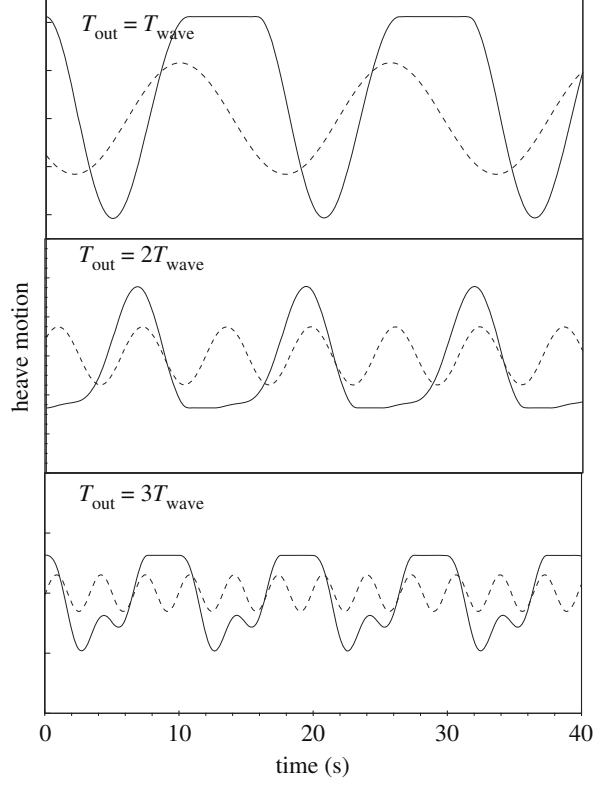 T_out = T_wave
T_out = 2T_wave
heave motion
T_out = 3T_wave
0 10 20 30 40
time (s)